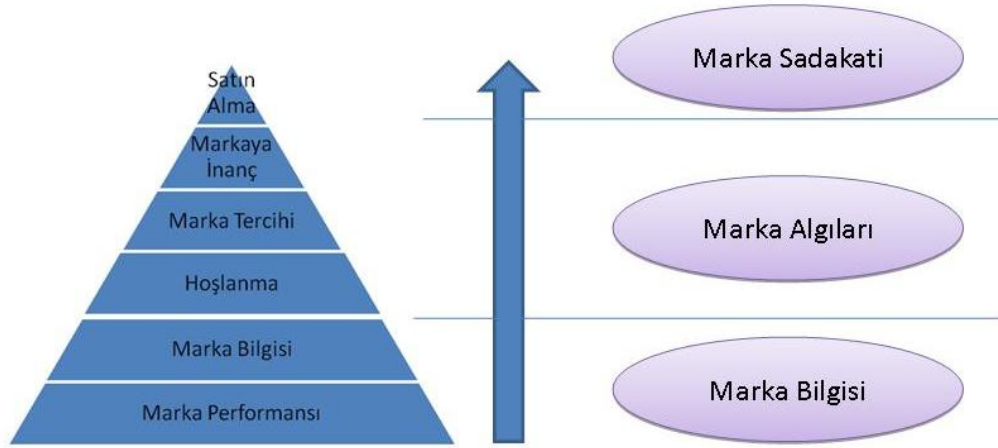 Satın
Alma
Markaya
İnanç
Marka Tercihi
Hoşlanma
Marka Bilgisi
Marka Performansı
Marka Sadakati
Marka Algıları
Marka Bilgisi